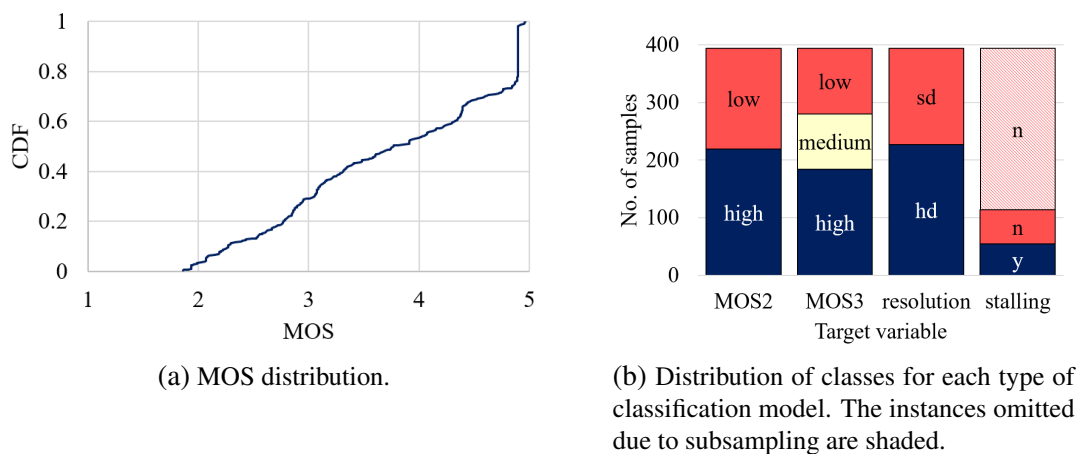 1
0.8
0.6
0.4
0.2
0
CDF
1 2 3 4 5
MOS
(a) MOS distribution.
400
300
200
100
0
No. of samples
low
high
low
medium
high
sd
hd
n
n
y
MOS2 MOS3 resolution stalling
Target variable
(b) Distribution of classes for each type of
classification model. The instances omitted
due to subsampling are shaded.